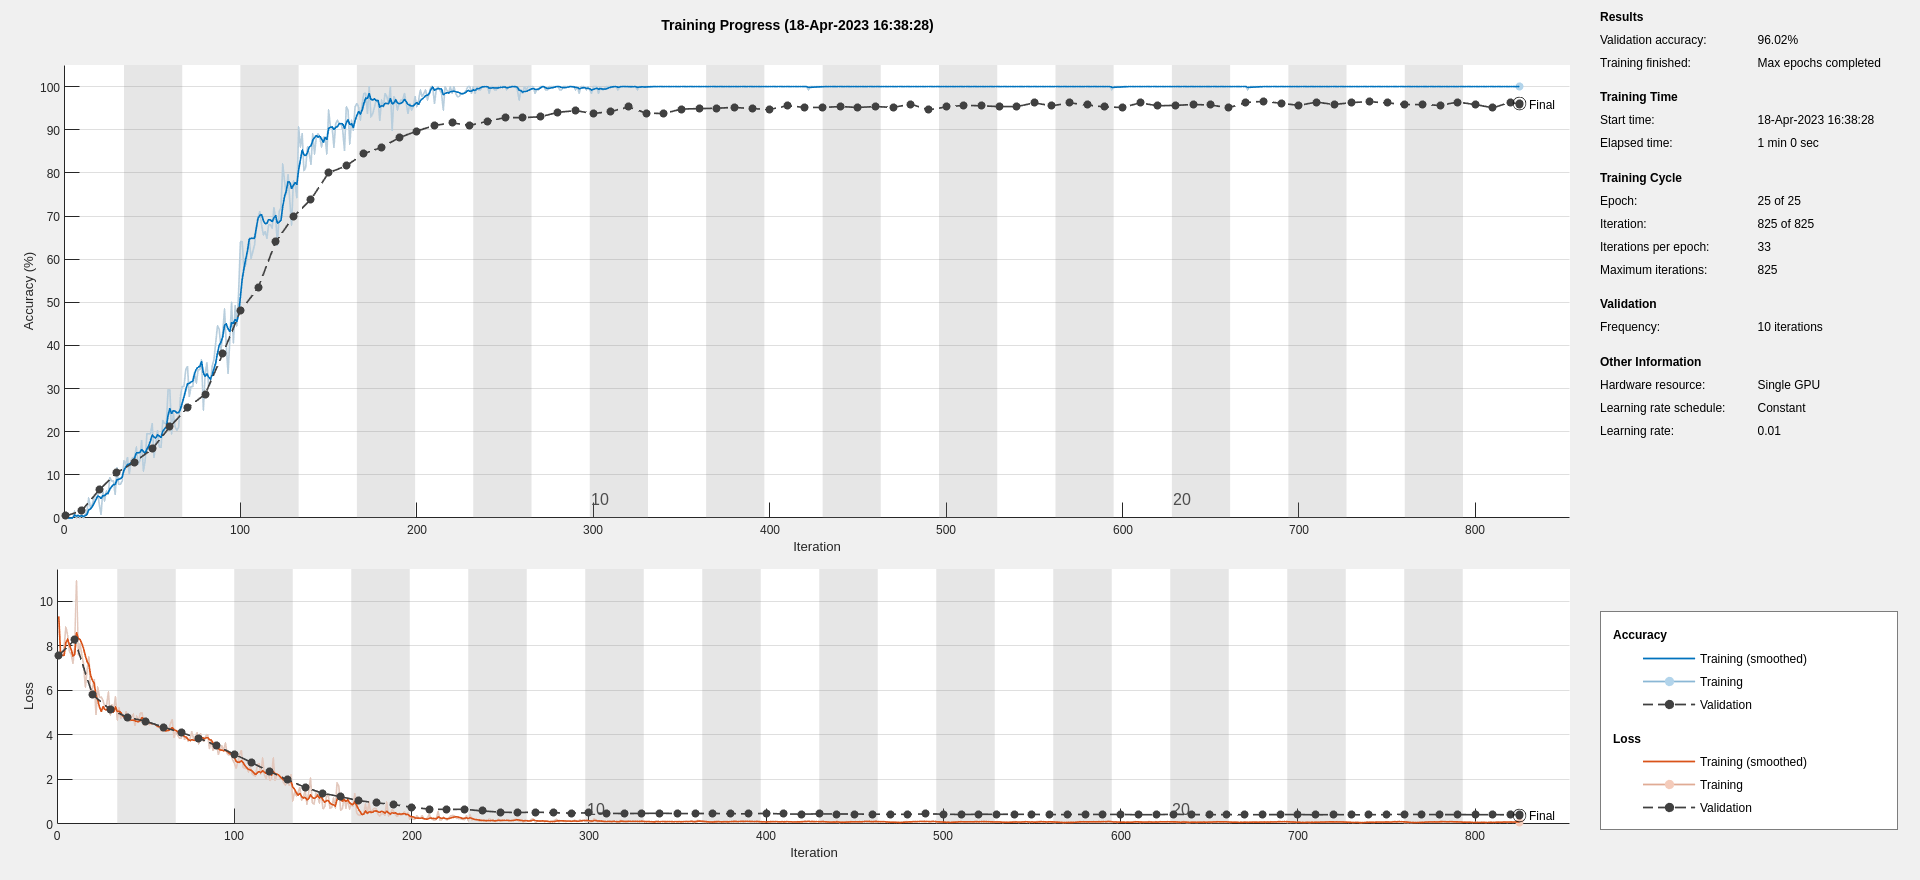 Training Progress (18-Apr-2023 16:38:28)
Accuracy (%)
100
90
80
70
60
50
40
30
20
10
0
10
20
0 100 200 300 400 500 600 700 800
Iteration
Final
Loss
10
8
6
4
2
0
10
20
0 100 200 300 400 500 600 700 800
Iteration
Final
Results
Validation accuracy: 96.02%
Training finished: Max epochs completed
Training Time
Start time: 18-Apr-2023 16:38:28
Elapsed time: 1 min 0 sec
Training Cycle
Epoch: 25 of 25
Iteration: 825 of 825
Iterations per epoch: 33
Maximum iterations: 825
Validation
Frequency: 10 iterations
Other Information
Hardware resource: Single GPU
Learning rate schedule: Constant
Learning rate: 0.01
Accuracy
Training (smoothed)
Training
Validation
Loss
Training (smoothed)
Training
Validation